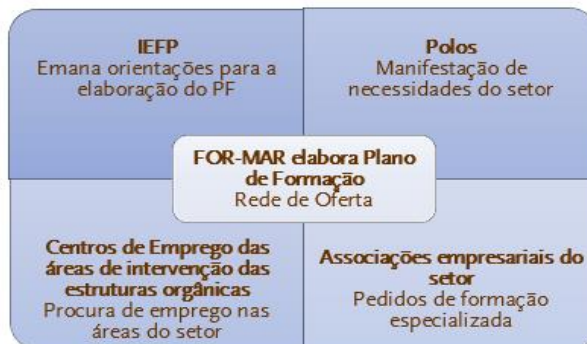 IEFP
Emana orientações para a
elaboração do PF
Polos
Manifestação de
necessidades do setor
FOR-MAR elabora Plano
de Formação
Rede de Oferta
Centros de Emprego das
áreas de intervenção das
estruturas orgânicas
Procura de emprego nas
áreas do setor
Associações empresariais do
setor
Pedidos de formação
especializada